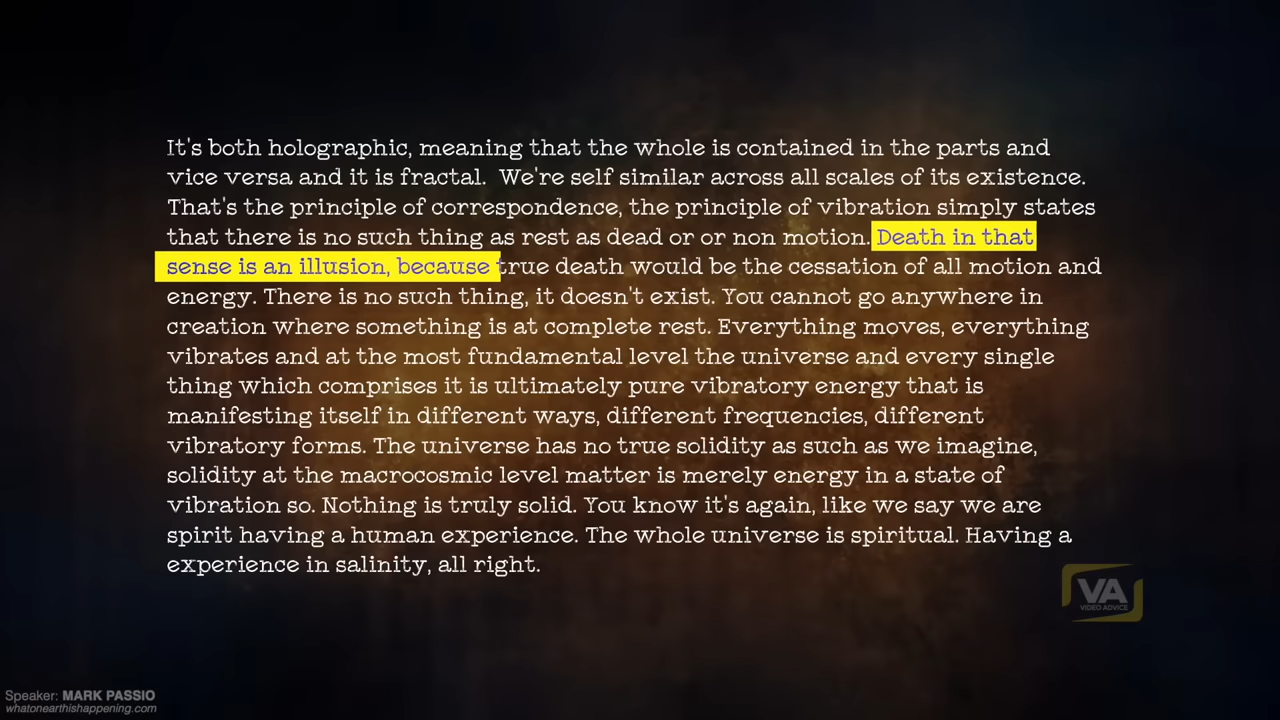 It's both holographic, meaning that the whole is contained in the parts and
vice versa and it is fractal.  We're self similar across all scales of its existence.
That's the principle of correspondence, the principle of vibration simply states
that there is no such thing as rest as dead or or non motion. Death in that
sense is an illusion, because true death would be the cessation of all motion and
energy. There is no such thing, it doesn't exist. You cannot go anywhere in
creation where something is at complete rest. Everything moves, everything
vibrates and at the most fundamental level the universe and every single
thing which comprises it is ultimately pure vibratory energy that is
manifesting itself in different ways, different frequencies, different
vibratory forms. The universe has no true solidity as such as we imagine,
solidity at the macrocosmic level matter is merely energy in a state of
vibration so. Nothing is truly solid. You know it's again, like we say we are
spirit having a human experience. The whole universe is spiritual. Having a
experience in salinity, all right.
VA
VIDEO ADVICE
Speaker: MARK PASSIO
whatonearthishappening.com